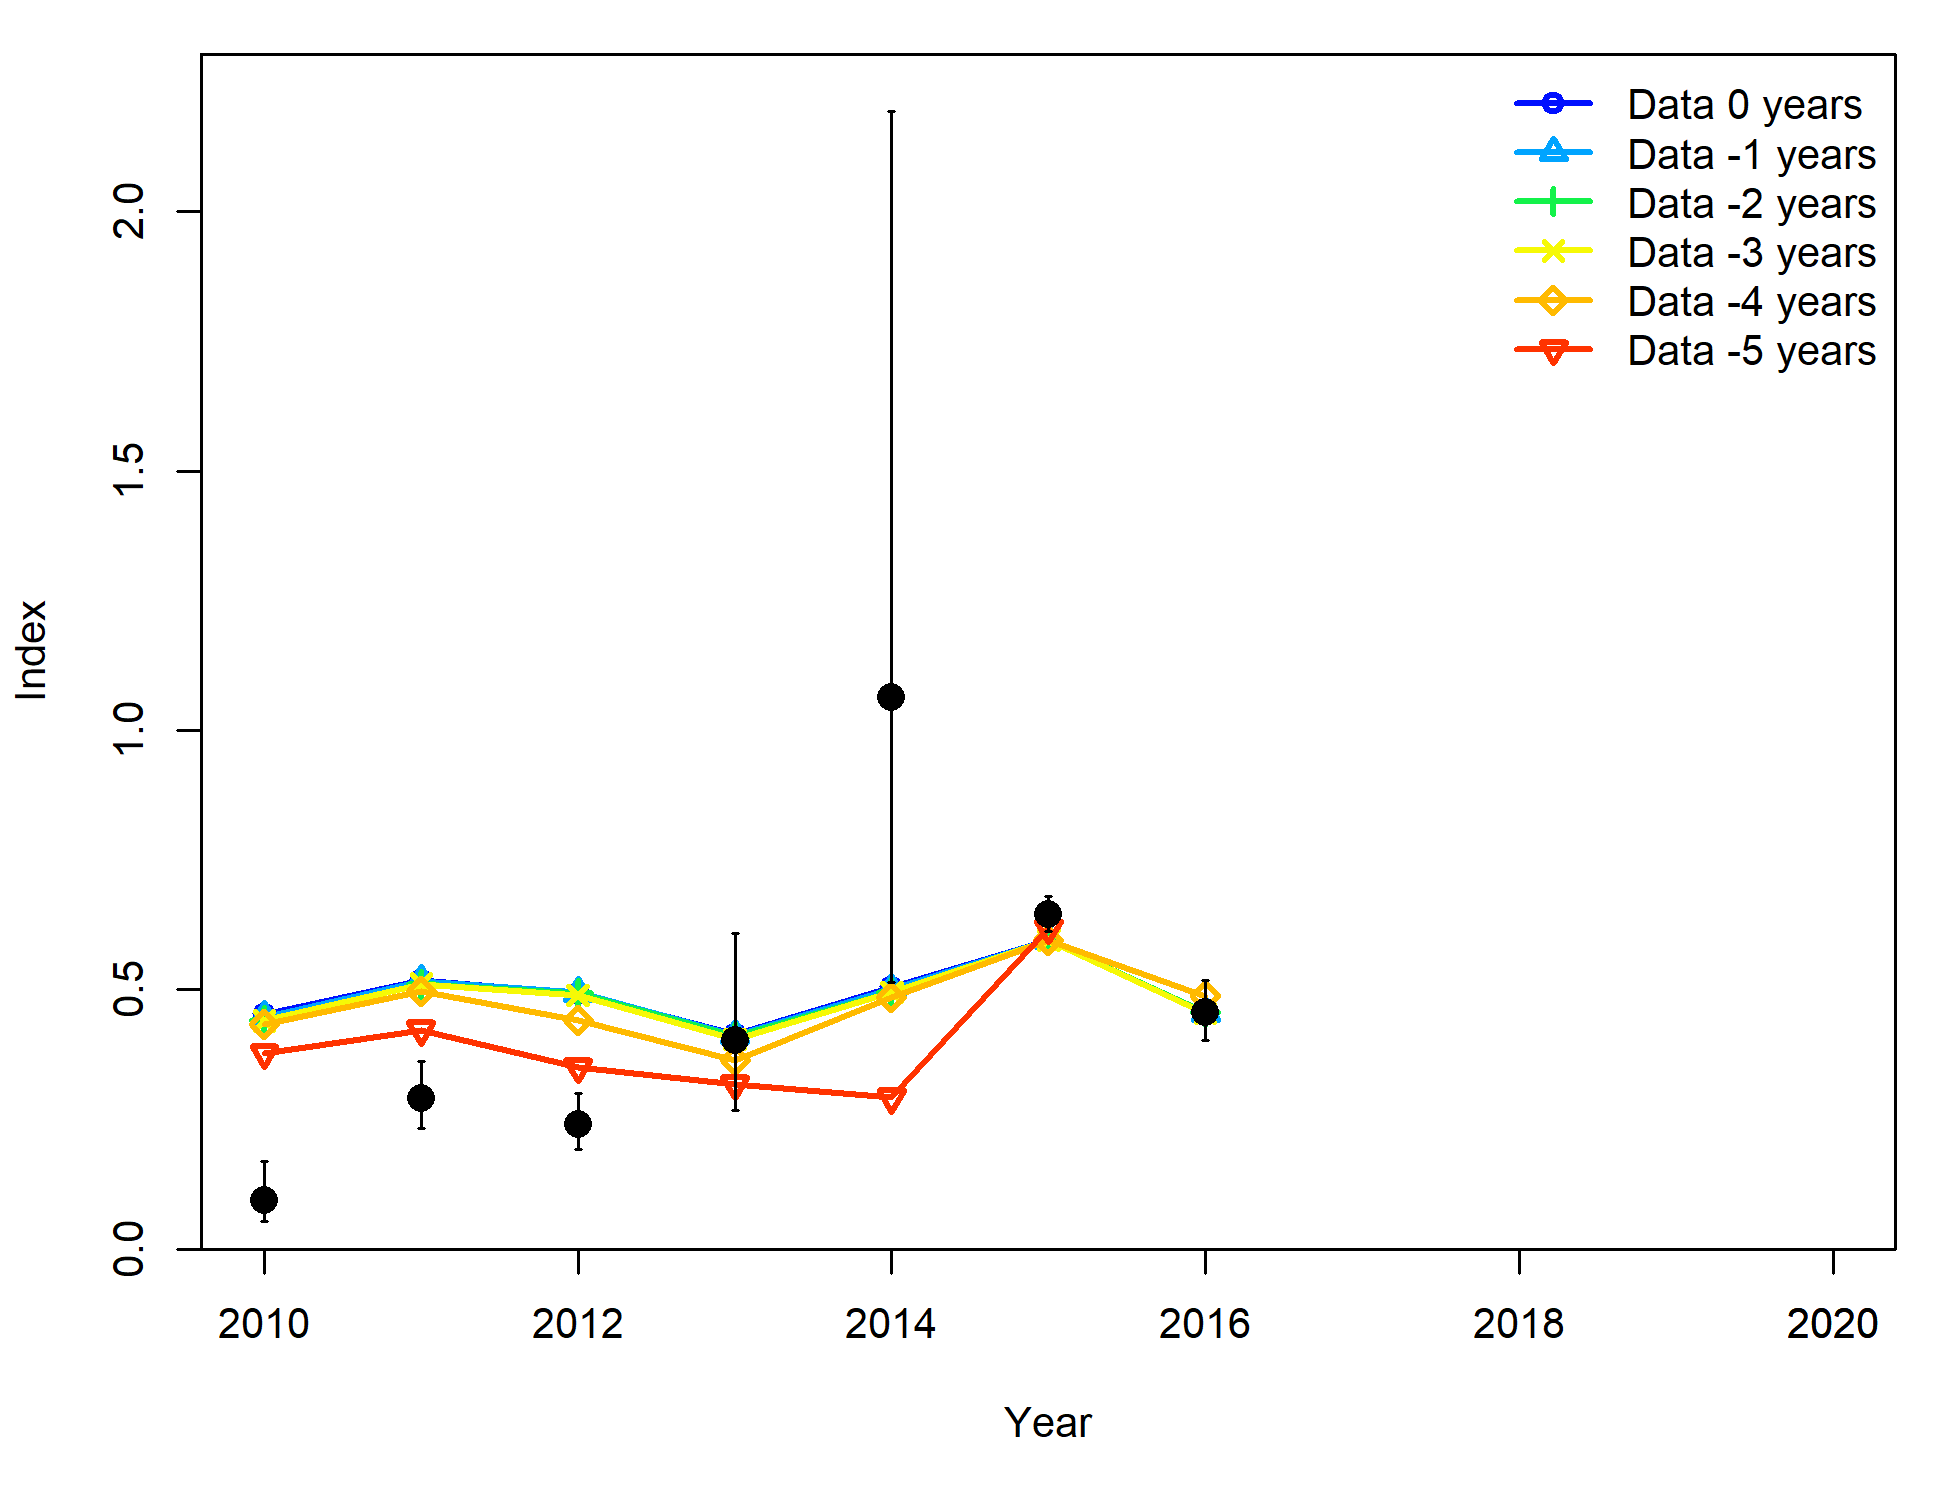 Data 0 years
Data -1 years
Data -2 years
Data -3 years
Data -4 years
Data -5 years
2.0
1.5
1.0
0.5
0.0
Index
2010 2012 2014 2016 2018 2020
Year